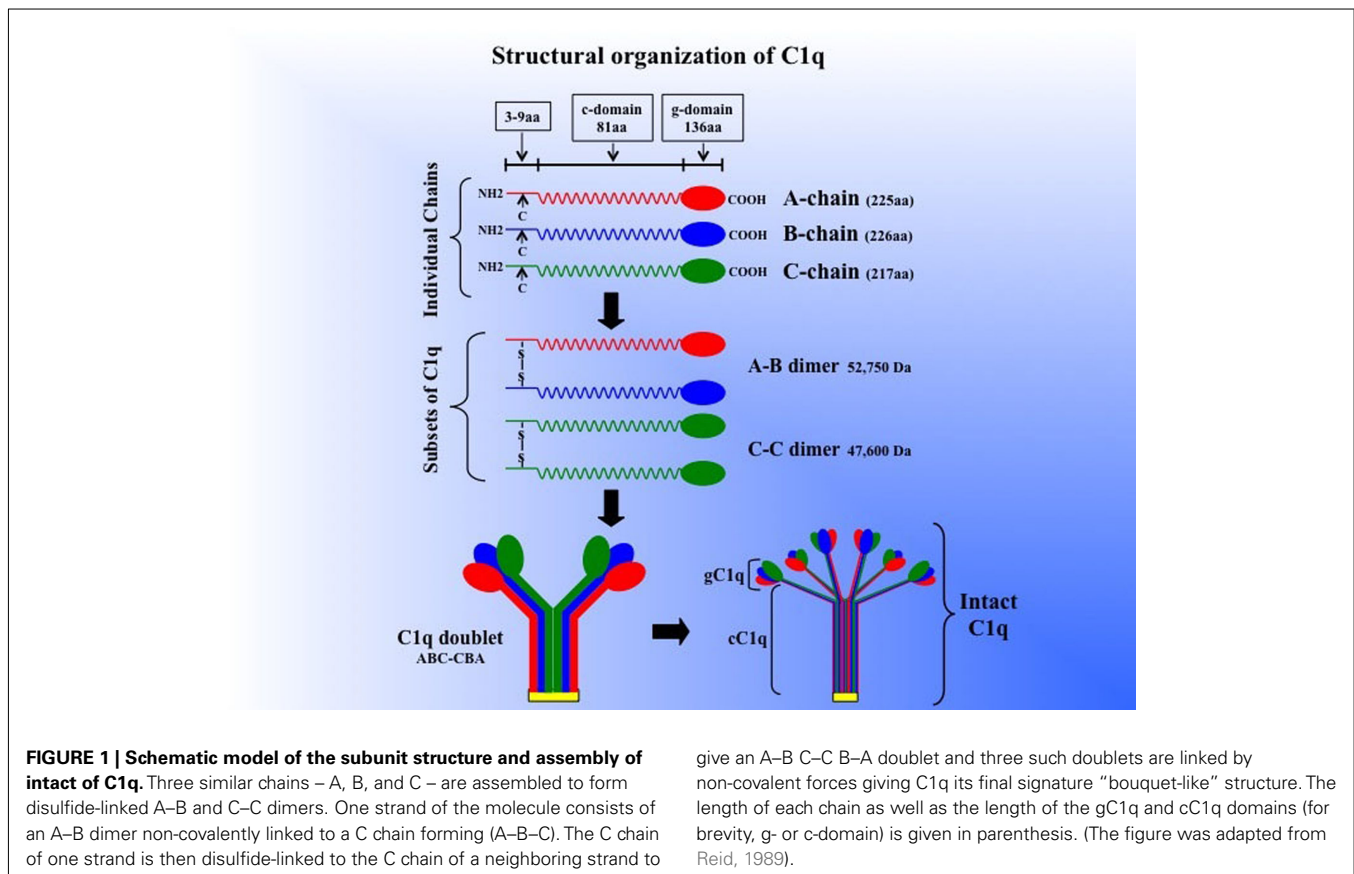 Structural organization of C1q
3-9aa
c-domain
81aa
g-domain
136aa
Individual Chains
NH2
C
COOH
A-chain (225aa)
NH2
C
COOH
B-chain (226aa)
NH2
C
COOH
C-chain (217aa)
Subsets of C1q
S
S
A-B dimer 52,750 Da
S
S
C-C dimer 47,600 Da
C1q doublet
ABC-CBA
gC1q
cC1q
Intact
C1q
FIGURE 1 | Schematic model of the subunit structure and assembly of
intact of C1q. Three similar chains – A, B, and C – are assembled to form
disulfide-linked A–B and C–C dimers. One strand of the molecule consists of
an A–B dimer non-covalently linked to a C chain forming (A–B–C). The C chain
of one strand is then disulfide-linked to the C chain of a neighboring strand to
give an A–B C–C B–A doublet and three such doublets are linked by
non-covalent forces giving C1q its final signature “bouquet-like” structure. The
length of each chain as well as the length of the gC1q and cC1q domains (for
brevity, g- or c-domain) is given in parenthesis. (The figure was adapted from
Reid, 1989).